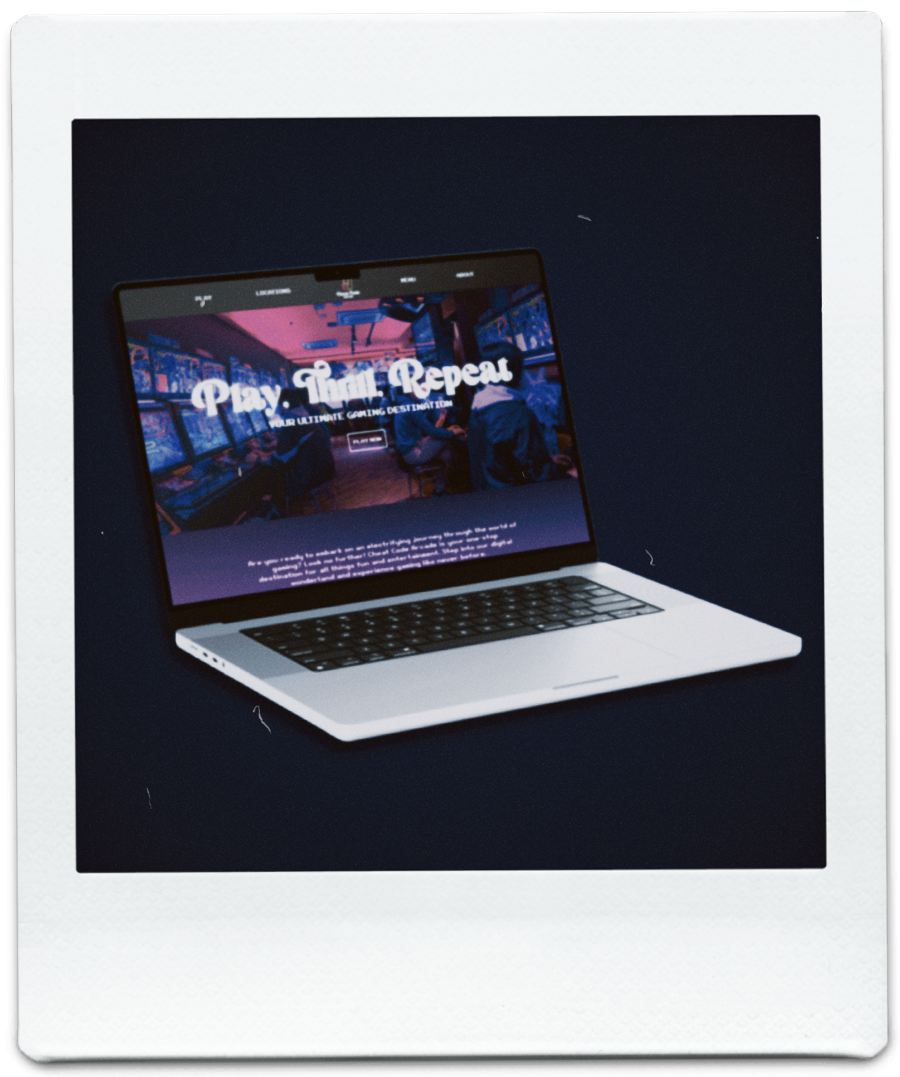 PLAY
LOCATIONS
MENU
ABOUT
Play. Thrill. Repeat
YOUR ULTIMATE GAMING DESTINATION
PLAY NOW
Are you ready to embark on an electrifying journey through the world of
gaming? Look no further! Cheat Code Arcade is your one-stop
destination for all things fun and entertainment. Step into our digital
wonderland and experience gaming like never before.